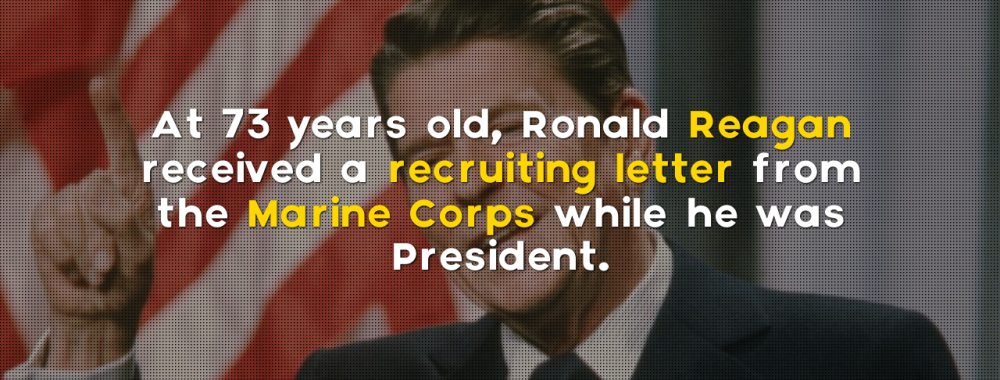 At 73 years old, Ronald Reagan
received a recruiting letter from
the Marine Corps while he was
President.